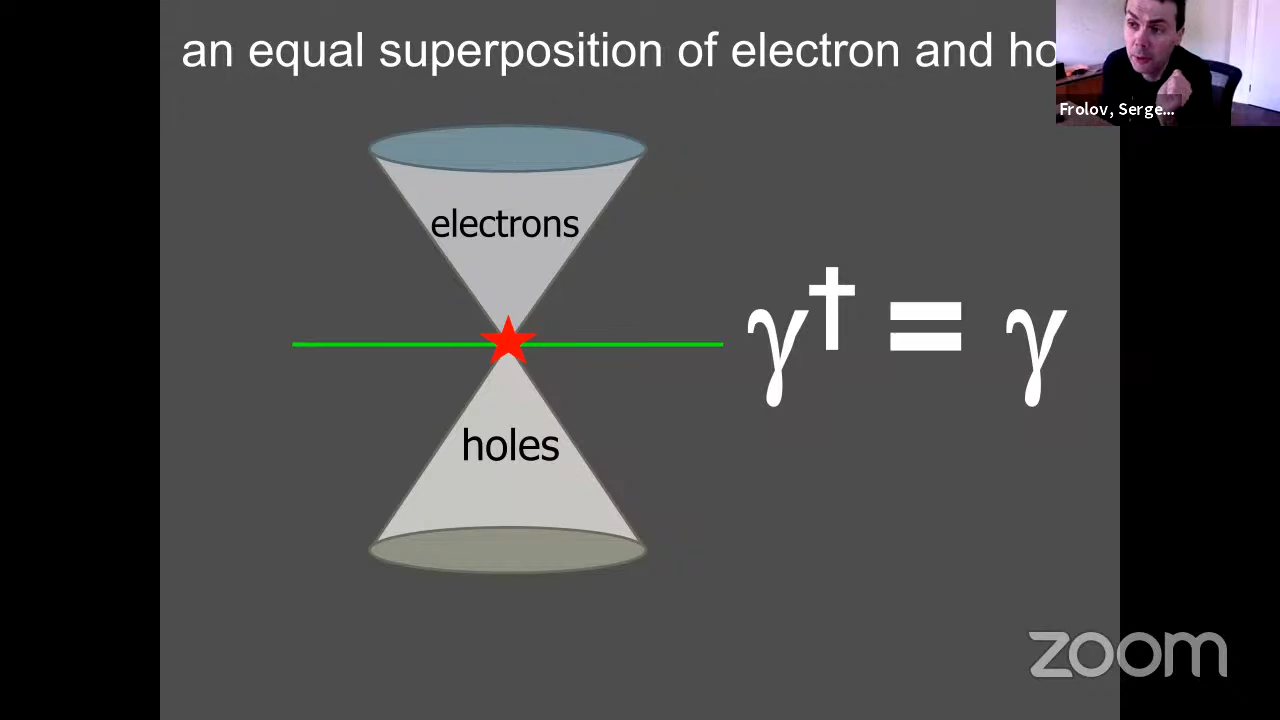 an equal superposition of electron and ho
Frolov, Serge...
electrons
γ† = γ
holes
zoom